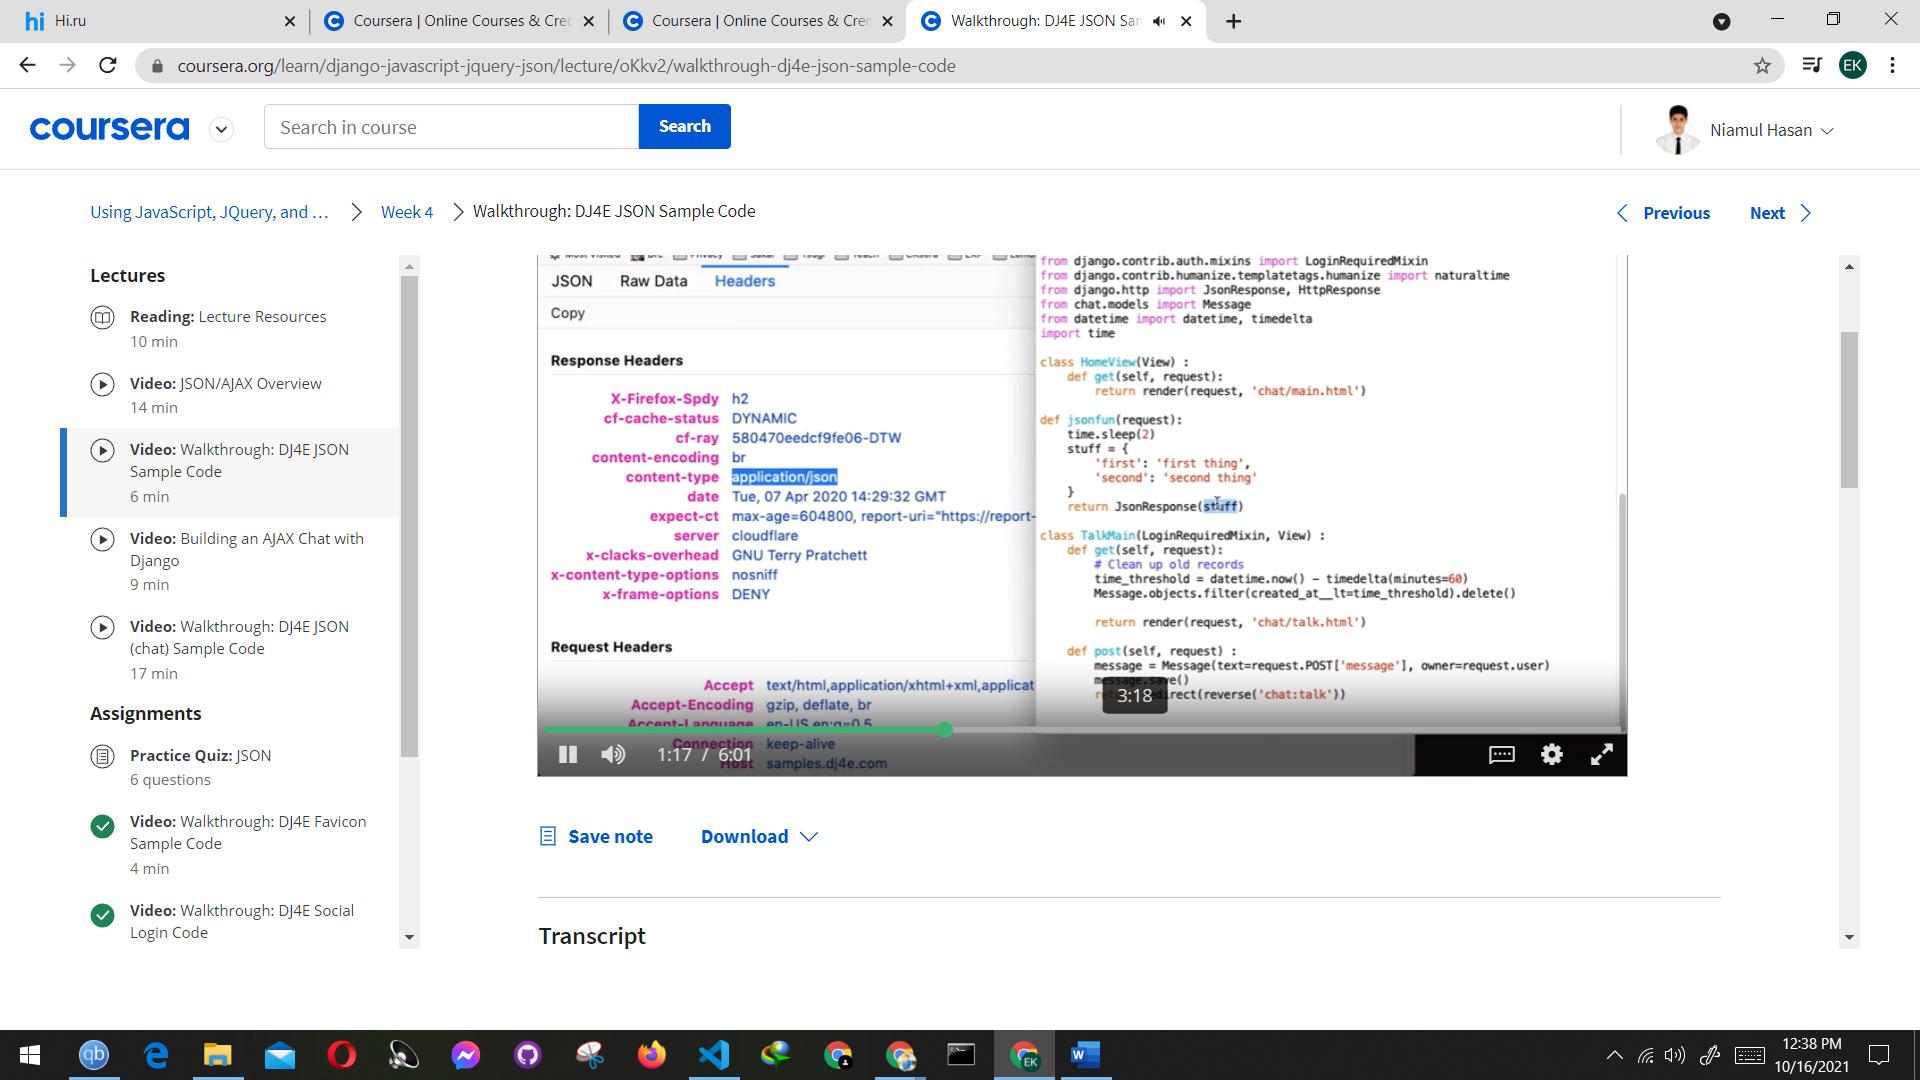 Hi.ru
Coursera | Online Courses & Cre
Coursera | Online Courses & Cre
Walkthrough: DJ4E JSON Sar
coursera.org/learn/django-javascript-jquery-json/lecture/oKkv2/walkthrough-dj4e-json-sample-code
EK
coursera
Search in course
Search
Niamul Hasan
Using JavaScript, JQuery, and ...
Week 4
Walkthrough: DJ4E JSON Sample Code
Previous
Next
Lectures
Reading: Lecture Resources
10 min
Video: JSON/AJAX Overview
14 min
Video: Walkthrough: DJ4E JSON
Sample Code
6 min
Video: Building an AJAX Chat with
Django
9 min
Video: Walkthrough: DJ4E JSON
(chat) Sample Code
17 min
Assignments
Practice Quiz: JSON
6 questions
Video: Walkthrough: DJ4E Favicon
Sample Code
4 min
Video: Walkthrough: DJ4E Social
Login Code
JSON Raw Data Headers
Copy
Response Headers
X-Firefox-Spdy h2
cf-cache-status DYNAMIC
cf-ray 580470eedcf9fe06-DTW
content-encoding br
content-type application/json
date Tue, 07 Apr 2020 14:29:32 GMT
expect-ct max-age=604800, report-uri="https://report-
server cloudflare
x-clacks-overhead GNU Terry Pratchett
x-content-type-options nosniff
x-frame-options DENY
Request Headers
Accept text/html,application/xhtml+xml,applicat
Accept-Encoding gzip, deflate, br
Accept-Language en-US,en;q=0.5
Connection keep-alive
Host samples.dj4e.com
from django.contrib.auth.mixins import LoginRequiredMixin
from django.contrib.humanize.templatetags.humanize import naturaltime
from django.http import JsonResponse, HttpResponse
from chat.models import Message
from datetime import datetime, timedelta
import time
class HomeView(View) :
def get(self, request):
return render(request, 'chat/main.html')
def jsonfun(request):
time.sleep(2)
stuff = {
'first': 'first thing',
'second': 'second thing'
}
return JsonResponse(stuff)
class TalkMain(LoginRequiredMixin, View) :
def get(self, request):
# Clean up old records
time_threshold = datetime.now() - timedelta(minutes=60)
Message.objects.filter(created_at__lt=time_threshold).delete()
return render(request, 'chat/talk.html')
def post(self, request) :
message = Message(text=request.POST['message'], owner=request.user)
message.save()
direct(reverse('chat:talk'))
3:18
1:17 / 6:01
Save note
Download
Transcript
12:38 PM
10/16/2021